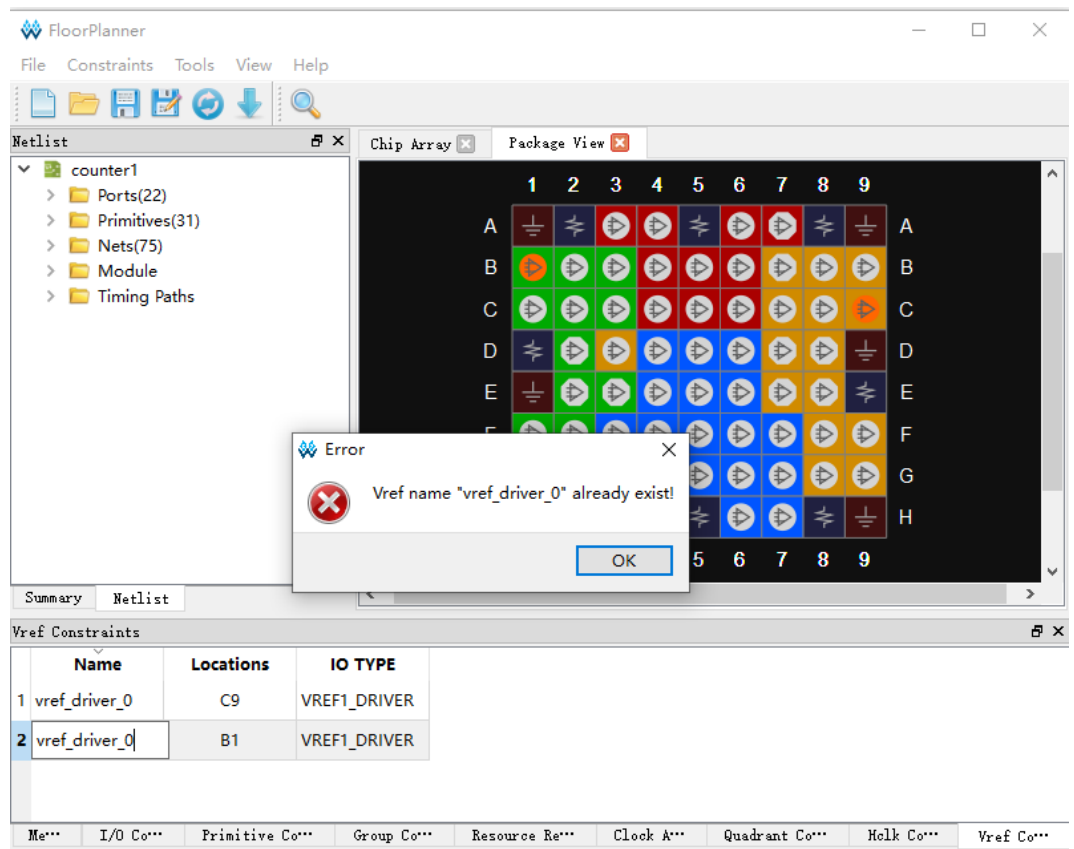 FloorPlanner
File Constraints Tools View Help
Netlist
Chip Array Package View
counter1
Ports(22)
Primitives(31)
Nets(75)
Module
Timing Paths
1 2 3 4 5 6 7 8 9
A A
B B
C C
D D
E E
F
G
H
Error
Vref name "vref_driver_0" already exist!
OK
5 6 7 8 9
Summary Netlist
Vref Constraints
Name Locations IO TYPE
1 vref_driver_0 C9 VREF1_DRIVER
2 vref_driver_0 B1 VREF1_DRIVER
Me··· I/O Co··· Primitive Co··· Group Co··· Resource Re··· Clock A··· Quadrant Co··· Hclk Co··· Vref Co···